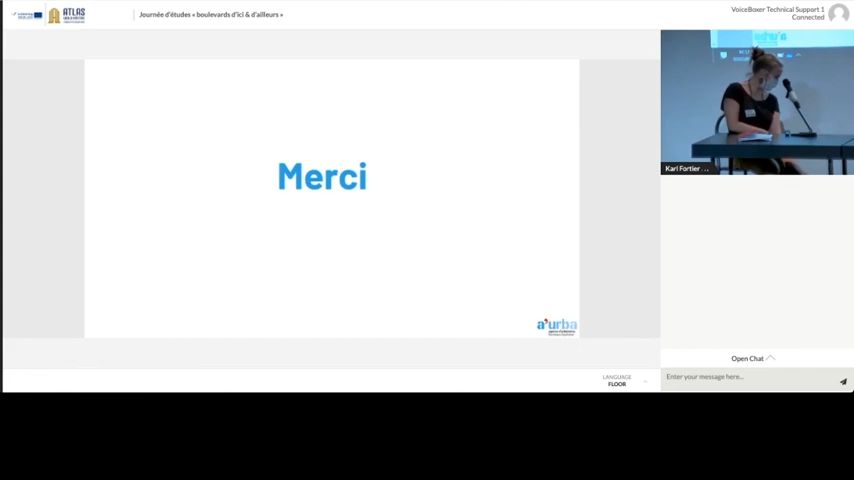 ATLAS
Journée d'études « boulevards d'ici & d'ailleurs »
VoiceBoxer Technical Support 1
Connected
Merci
Karl Fortier ...
a'urba
Open Chat
LANGUAGE
FLOOR
Enter your message here...